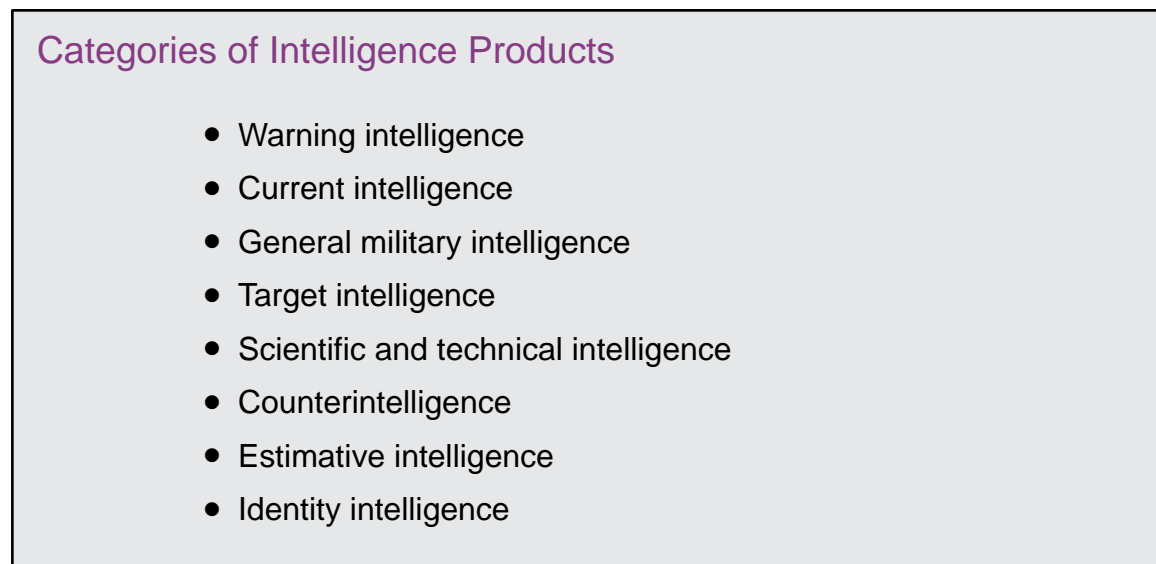 Categories of Intelligence Products
● Warning intelligence
● Current intelligence
● General military intelligence
● Target intelligence
● Scientific and technical intelligence
● Counterintelligence
● Estimative intelligence
● Identity intelligence